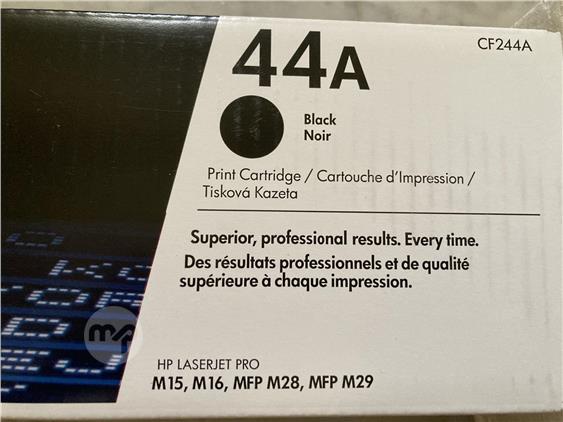 44A
CF244A
Black
Noir
Print Cartridge / Cartouche d'Impression /
Tisková Kazeta
Superior, professional results. Every time.
Des résultats professionnels et de qualité
supérieure à chaque impression.
HP LASERJET PRO
M15, M16, MFP M28, MFP M29